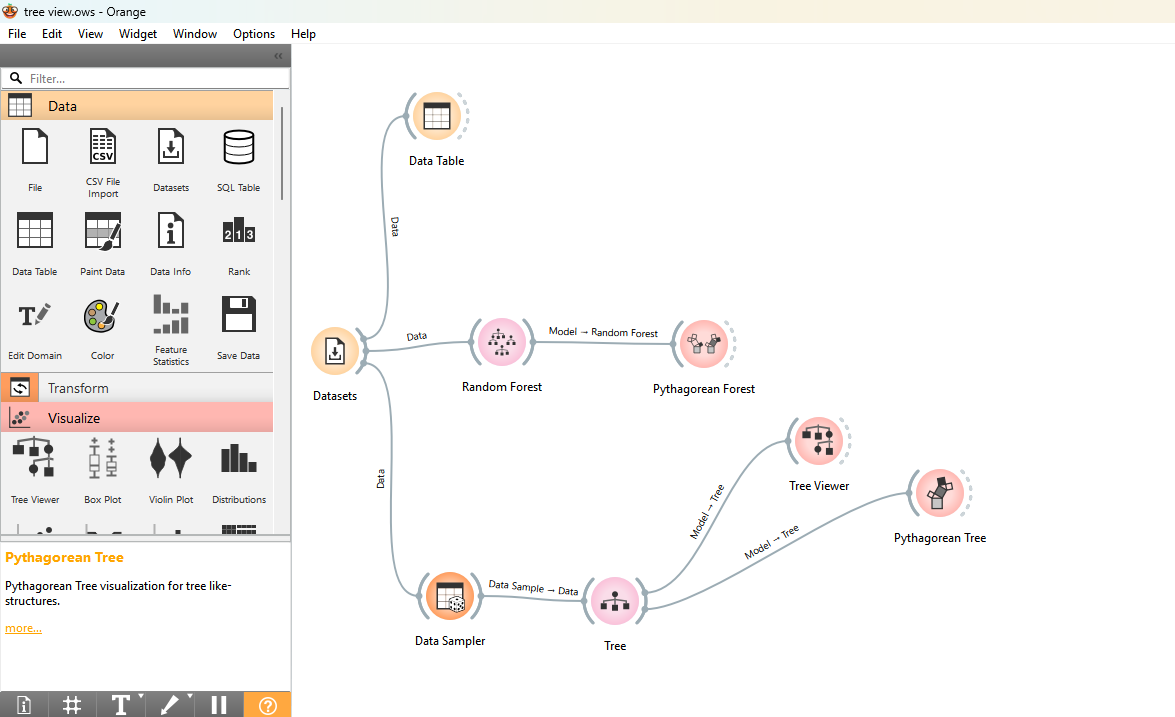 tree view.ows - Orange
File Edit View Widget Window Options Help
Filter...
Data
File
CSV File
Import
Datasets
SQL Table
CSV
Data Table
Paint Data
Data Info
Rank
2 1 3
Edit Domain
Color
Feature
Statistics
Save Data
Transform
Visualize
Tree Viewer
Box Plot
Violin Plot
Distributions
Pythagorean Tree
Pythagorean Tree visualization for tree like-
structures.
more...
Data Table
Data
Datasets
Data
Random Forest
Model → Random Forest
Pythagorean Forest
Data
Data Sampler
Data Sample → Data
Tree
Model → Tree
Tree Viewer
Model → Tree
Pythagorean Tree